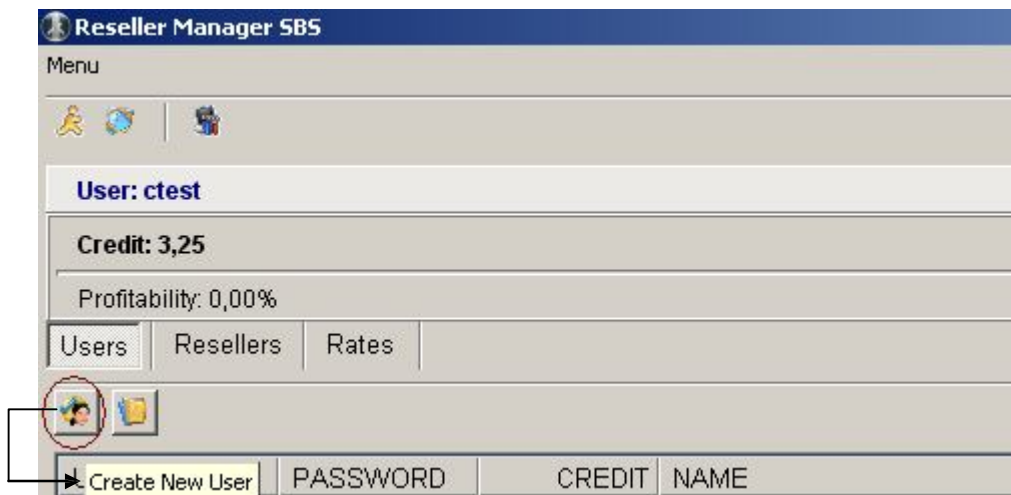 Reseller Manager SBS
Menu
User: ctest
Credit: 3,25
Profitability: 0,00%
Users Resellers Rates
Create New User PASSWORD CREDIT NAME